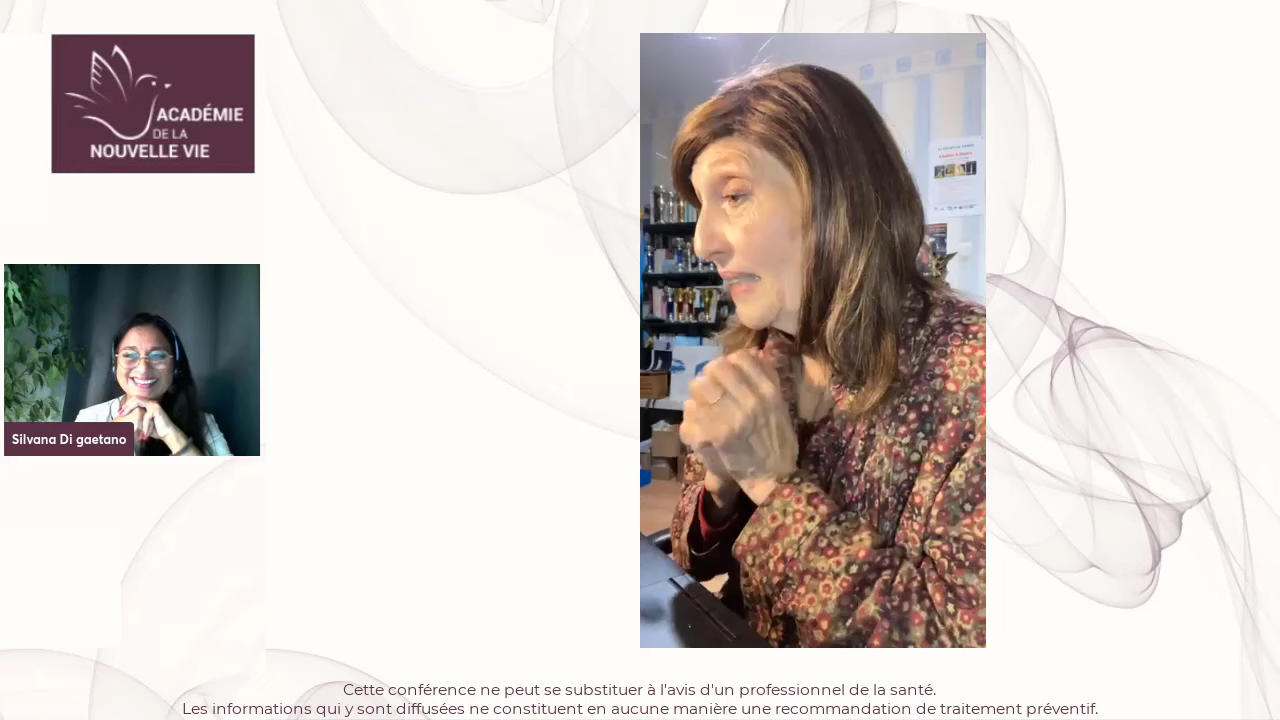 ACADÉMIE
DE LA
NOUVELLE VIE
Silvana Di gaetano
Cette conférence ne peut se substituer à l'avis d'un professionnel de la santé.
Les informations qui y sont diffusées ne constituent en aucune manière une recommandation de traitement préventif.